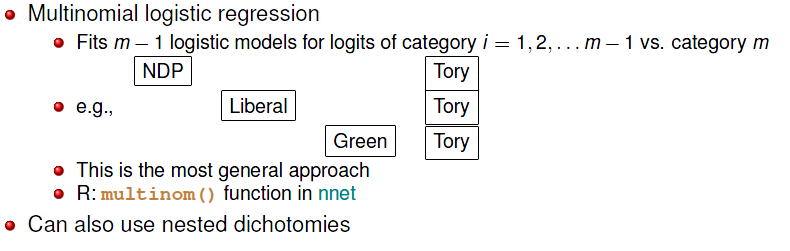 Multinomial logistic regression
Fits m − 1 logistic models for logits of category i = 1, 2, . . . m − 1 vs. category m
NDP Tory
e.g., Liberal Tory
Green Tory
This is the most general approach
R: multinom() function in nnet
Can also use nested dichotomies